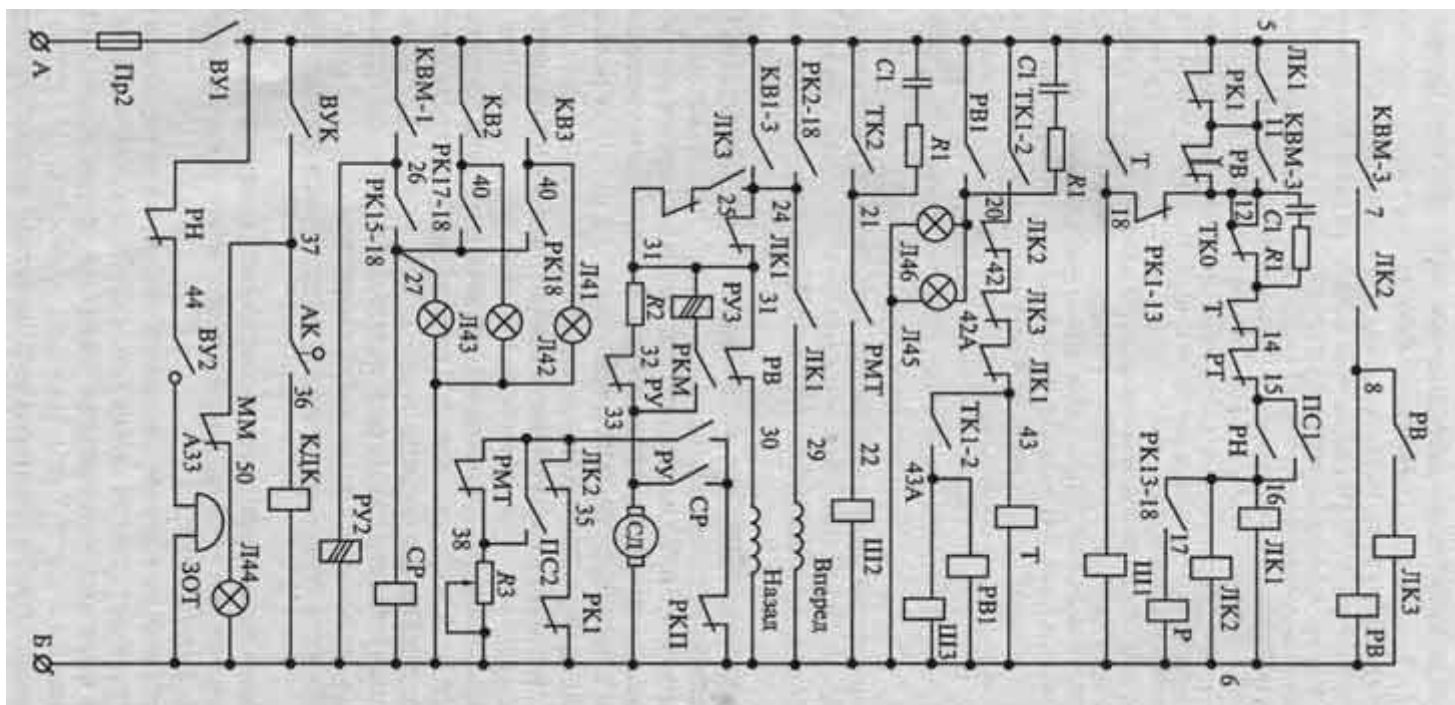 А
Пр2
ВУ1
РН
44
ВУ2
А33
ЗОТ
ВУК
37
АК
36
КДК
ММ
50
Л44
РУ2
КВМ-1
26
РК15-18
27
СР
КВ2
РК17-18
40
Л43
КВ3
40
РК18
Л41
Л42
РМТ
38
R3
ПС2
ЛК2
35
РК1
ЛК3
31
R2
32
РУ
33
СД
РУ3
РКМ
РУ
СР
РКП
КВ1-3
25
ЛК1
31
РВ
30
Назад
РК2-18
24
ЛК1
29
Вперед
ТК2
C1
R1
21
РМТ
22
Ш2
Л46
Л45
РВ1
20
C1
ТК1-2
R1
ЛК2
42
ЛК3
42А
ЛК1
43
ТК1-2
43А
РВ1
Ш3
Т
Т
18
РК1-13
Ш1
5
ЛК1
РК1
11
КВМ-3
РВ
12
C1
R1
ТК0
Т
14
РТ
15
ПС1
РН
16
РК13-18
17
Р
ЛК2
ЛК1
6
КВМ-3
7
ЛК2
8
РВ
ЛК3
РВ
Б